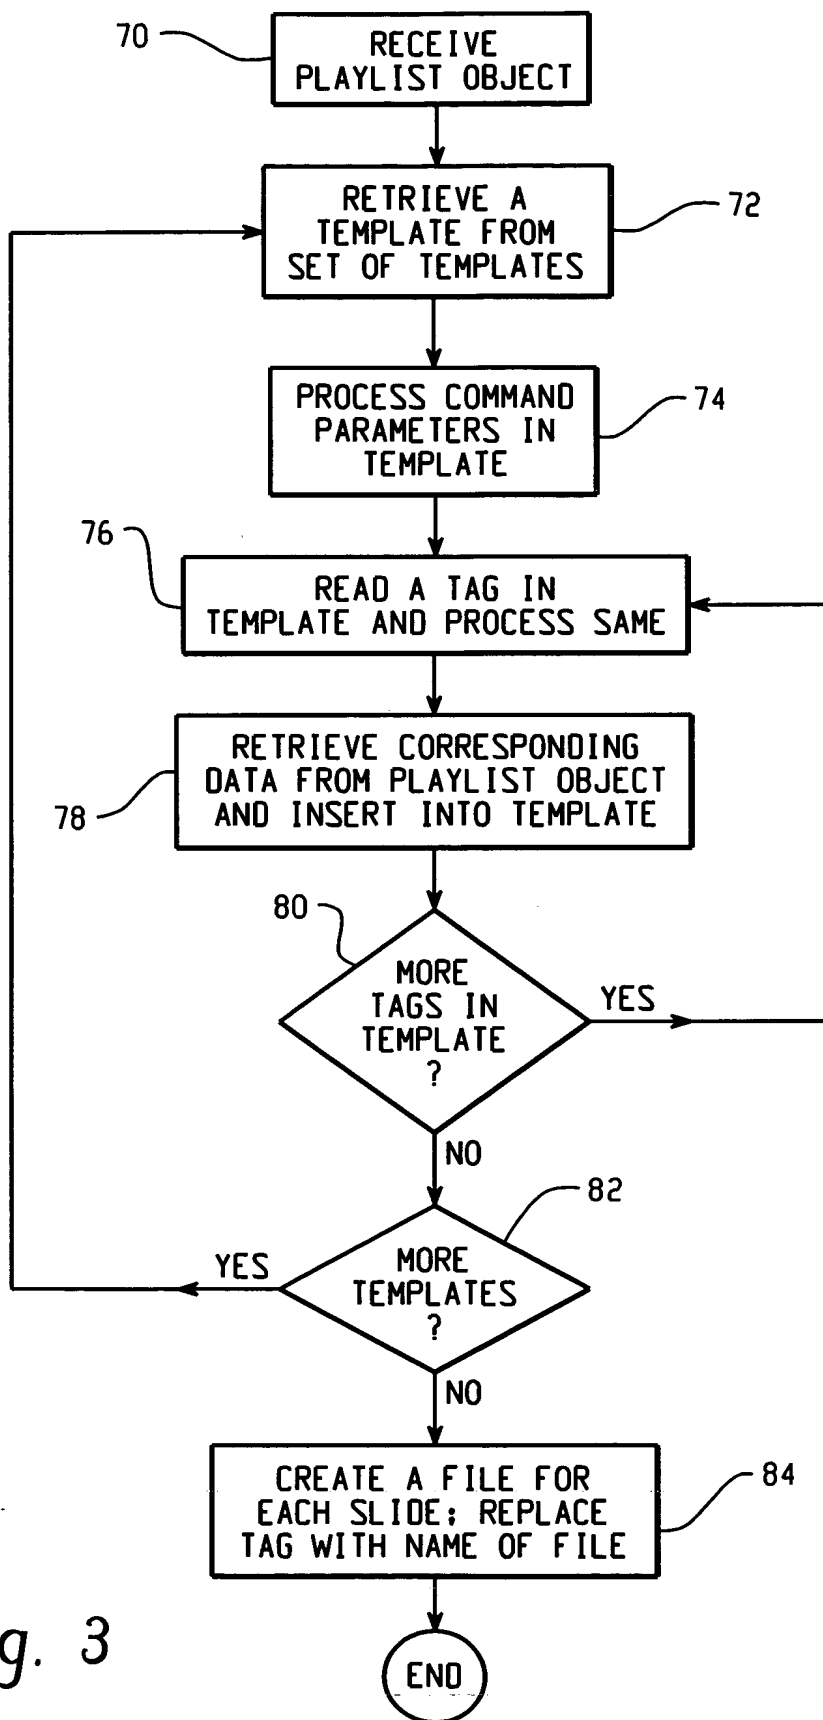 70
RECEIVE
PLAYLIST OBJECT
RETRIEVE A
TEMPLATE FROM
SET OF TEMPLATES
72
PROCESS COMMAND
PARAMETERS IN
TEMPLATE
74
76
READ A TAG IN
TEMPLATE AND PROCESS SAME
RETRIEVE CORRESPONDING
DATA FROM PLAYLIST OBJECT
AND INSERT INTO TEMPLATE
78
80
MORE
TAGS IN
TEMPLATE
?
YES
NO
82
MORE
TEMPLATES
?
YES
NO
CREATE A FILE FOR
EACH SLIDE; REPLACE
TAG WITH NAME OF FILE
84
END
g. 3